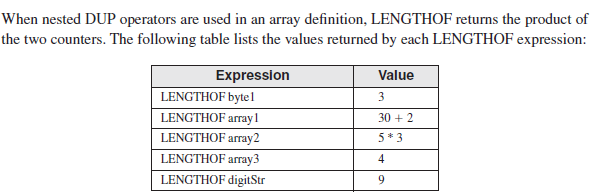 When nested DUP operators are used in an array definition, LENGTHOF returns the product of
the two counters. The following table lists the values returned by each LENGTHOF expression:
Expression Value
LENGTHOF byte1 3
LENGTHOF array1 30 + 2
LENGTHOF array2 5 * 3
LENGTHOF array3 4
LENGTHOF digitStr 9